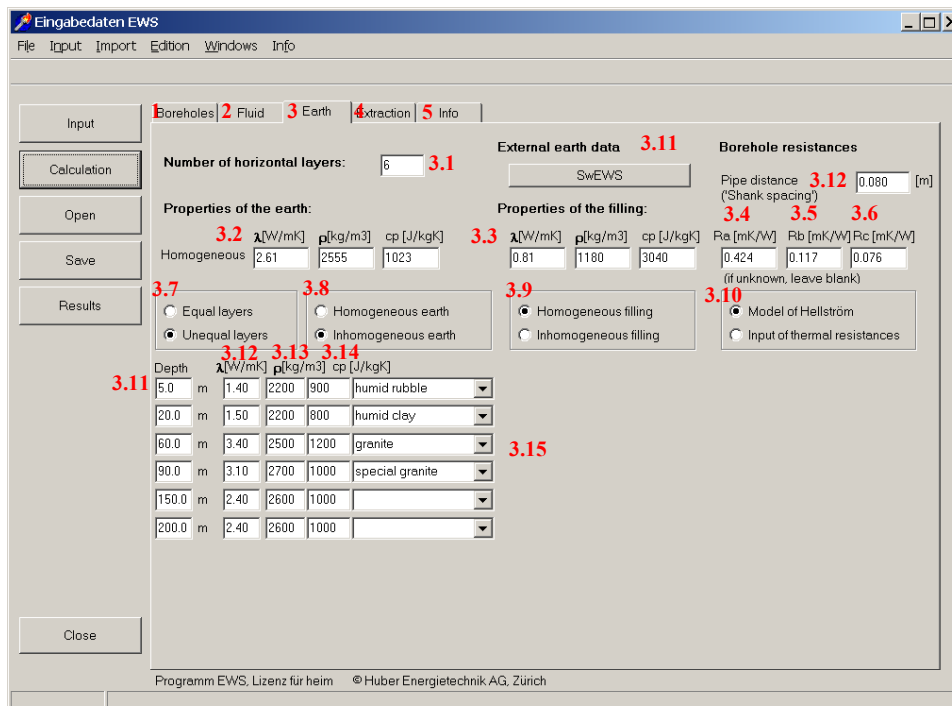 Eingabedaten EWS
File Input Import Edition Windows Info
1 Boreholes 2 Fluid 3 Earth 4 Extraction 5 Info
Input
Calculation
Open
Save
Results
Close
Number of horizontal layers: 6 3.1
External earth data 3.11
SwEWS
Borehole resistances
Pipe distance 3.12 0.080 [m]
('Shank spacing')
Properties of the earth:
3.2 λ[W/mK] ρ[kg/m3] cp [J/kgK]
Homogeneous 2.61 2555 1023
Properties of the filling:
3.3 λ[W/mK] ρ[kg/m3] cp [J/kgK]
0.81 1180 3040
3.4 3.5 3.6
Ra [mK/W] Rb [mK/W] Rc [mK/W]
0.424 0.117 0.076
(if unknown, leave blank)
3.7
Equal layers
Unequal layers
3.8
Homogeneous earth
Inhomogeneous earth
3.9
Homogeneous filling
Inhomogeneous filling
3.10
Model of Hellström
Input of thermal resistances
3.12 3.13 3.14
Depth λ[W/mK] ρ[kg/m3] cp [J/kgK]
3.11 5.0 m 1.40 2200 900 humid rubble
20.0 m 1.50 2200 800 humid clay
60.0 m 3.40 2500 1200 granite
3.15
90.0 m 3.10 2700 1000 special granite
150.0 m 2.40 2600 1000
200.0 m 2.40 2600 1000
Programm EWS, Lizenz für heim © Huber Energietechnik AG, Zürich